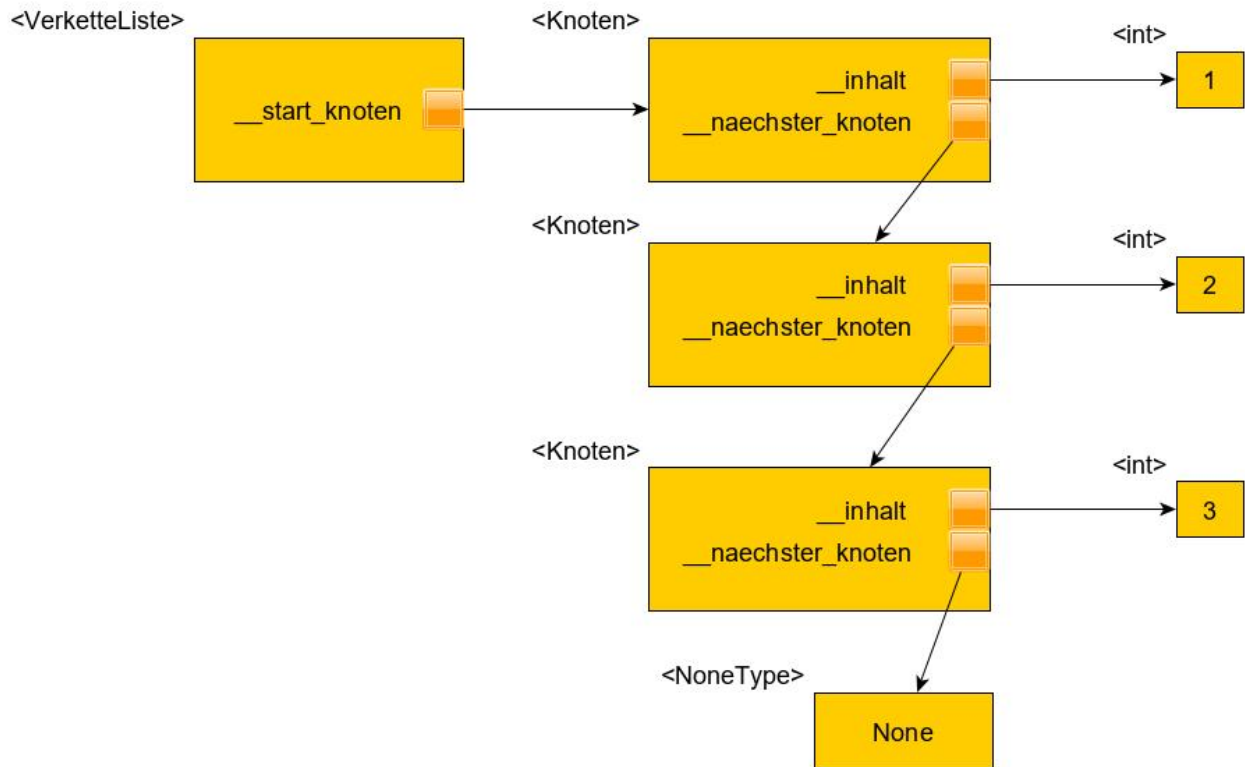 <VerketteListe>
__start_knoten
<Knoten>
__inhalt
__naechster_knoten
<int>
1
<Knoten>
__inhalt
__naechster_knoten
<int>
2
<Knoten>
__inhalt
__naechster_knoten
<int>
3
<NoneType>
None